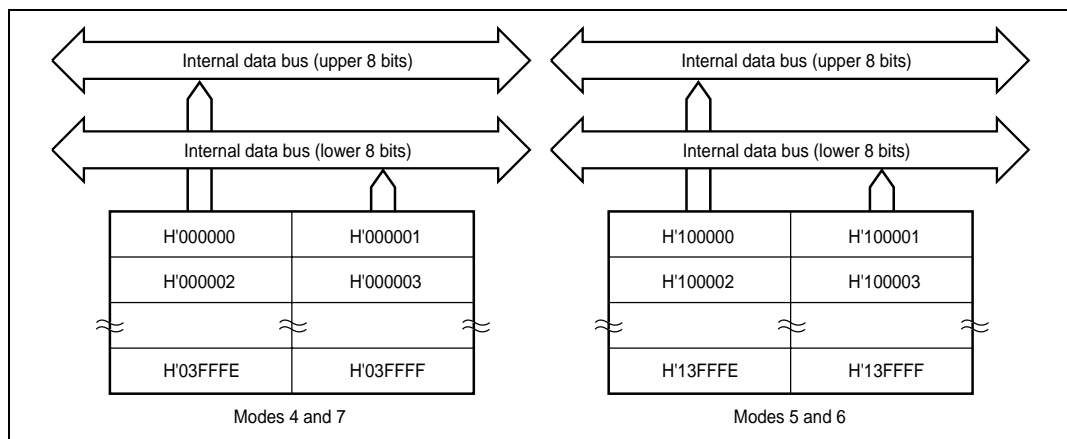 Internal data bus (upper 8 bits)
Internal data bus (lower 8 bits)
H'000000 H'000001
H'000002 H'000003
H'03FFFE H'03FFFF
Modes 4 and 7
Internal data bus (upper 8 bits)
Internal data bus (lower 8 bits)
H'100000 H'100001
H'100002 H'100003
H'13FFFE H'13FFFF
Modes 5 and 6